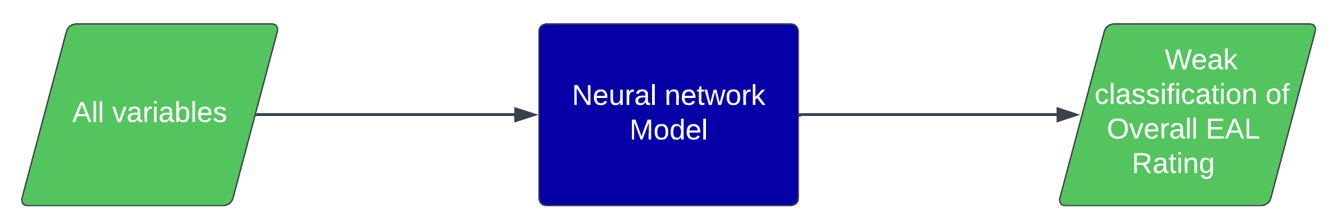 All variables
Neural network
Model
Weak
classification of
Overall EAL
Rating